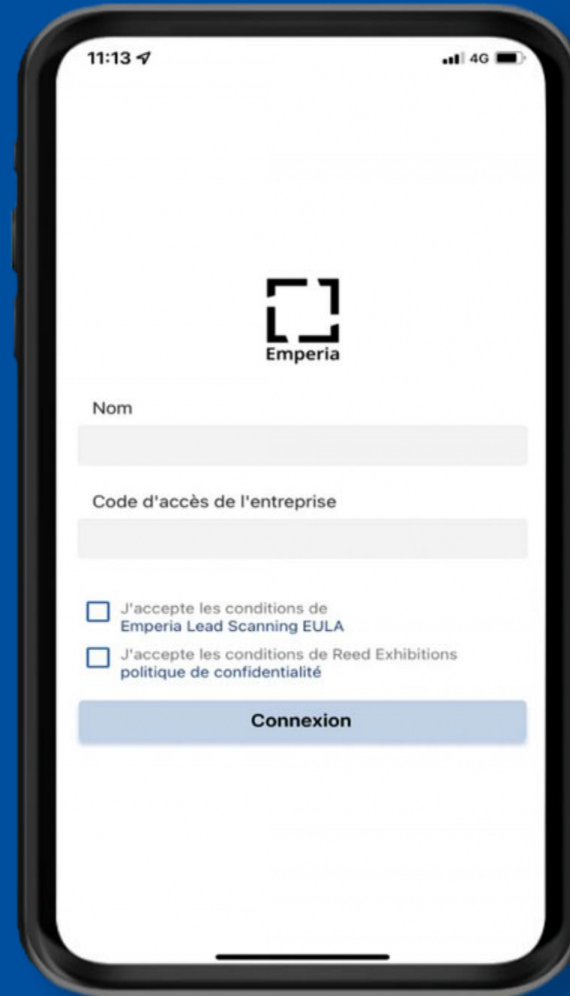 11:13
4G
Emperia
Nom
Code d'accès de l'entreprise
J'accepte les conditions de
Emperia Lead Scanning EULA
J'accepte les conditions de Reed Exhibitions
politique de confidentialité
Connexion